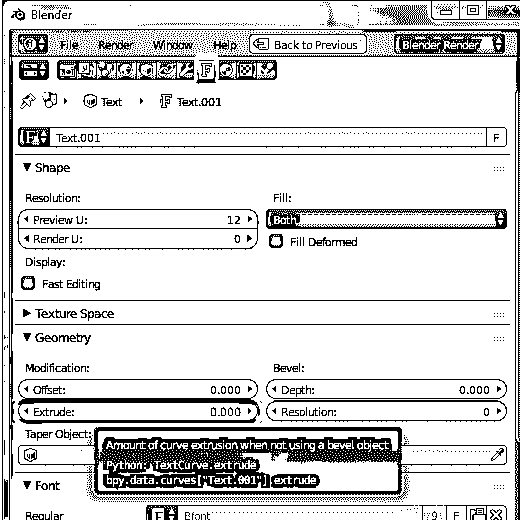 Blender
File Render Window Help Back to Previous Blender Render
Text Text.001
Text.001 F
Shape
Resolution: Fill:
Preview U: 12 Both
Render U: 0 Fill Deformed
Display:
Fast Editing
Texture Space
Geometry
Modification: Bevel:
Offset: 0.000 Depth: 0.000
Extrude: 0.000 Resolution: 0
Taper Object:
Amount of curve extrusion when not using a bevel object
Python: TextCurve.extrude
bpy.data.curves["Text.001"].extrude
Font
Regular Bfont 9 F